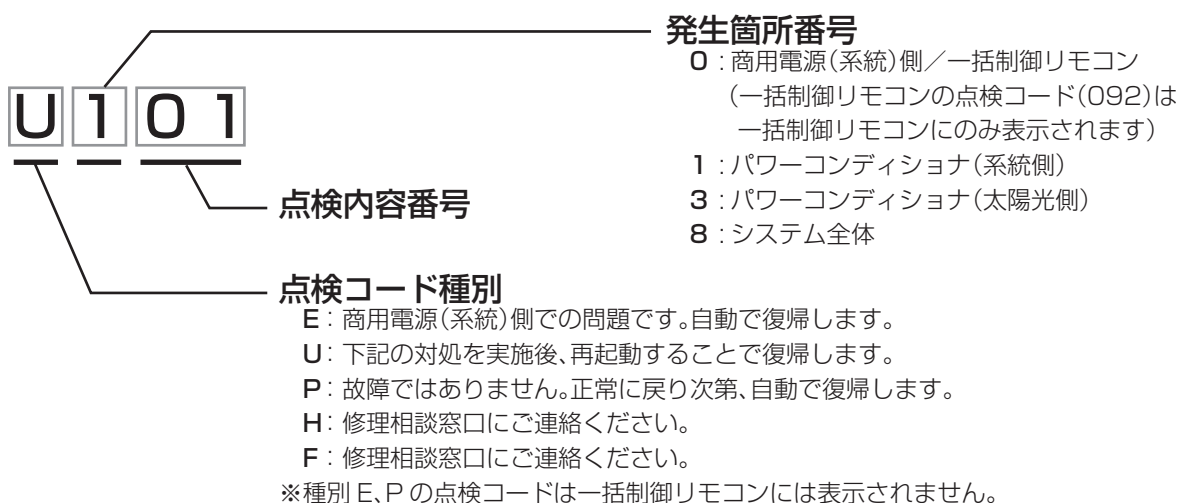 発生箇所番号
0：商用電源（系統）側／一括制御リモコン
（一括制御リモコンの点検コード（092）は
一括制御リモコンにのみ表示されます）
1：パワーコンディショナ（系統側）
3：パワーコンディショナ（太陽光側）
8：システム全体
U101
点検内容番号
点検コード種別
E：商用電源（系統）側での問題です。自動で復帰します。
U：下記の対処を実施後、再起動することで復帰します。
P：故障ではありません。正常に戻り次第、自動で復帰します。
H：修理相談窓口にご連絡ください。
F：修理相談窓口にご連絡ください。
※種別 E、P の点検コードは一括制御リモコンには表示されません。